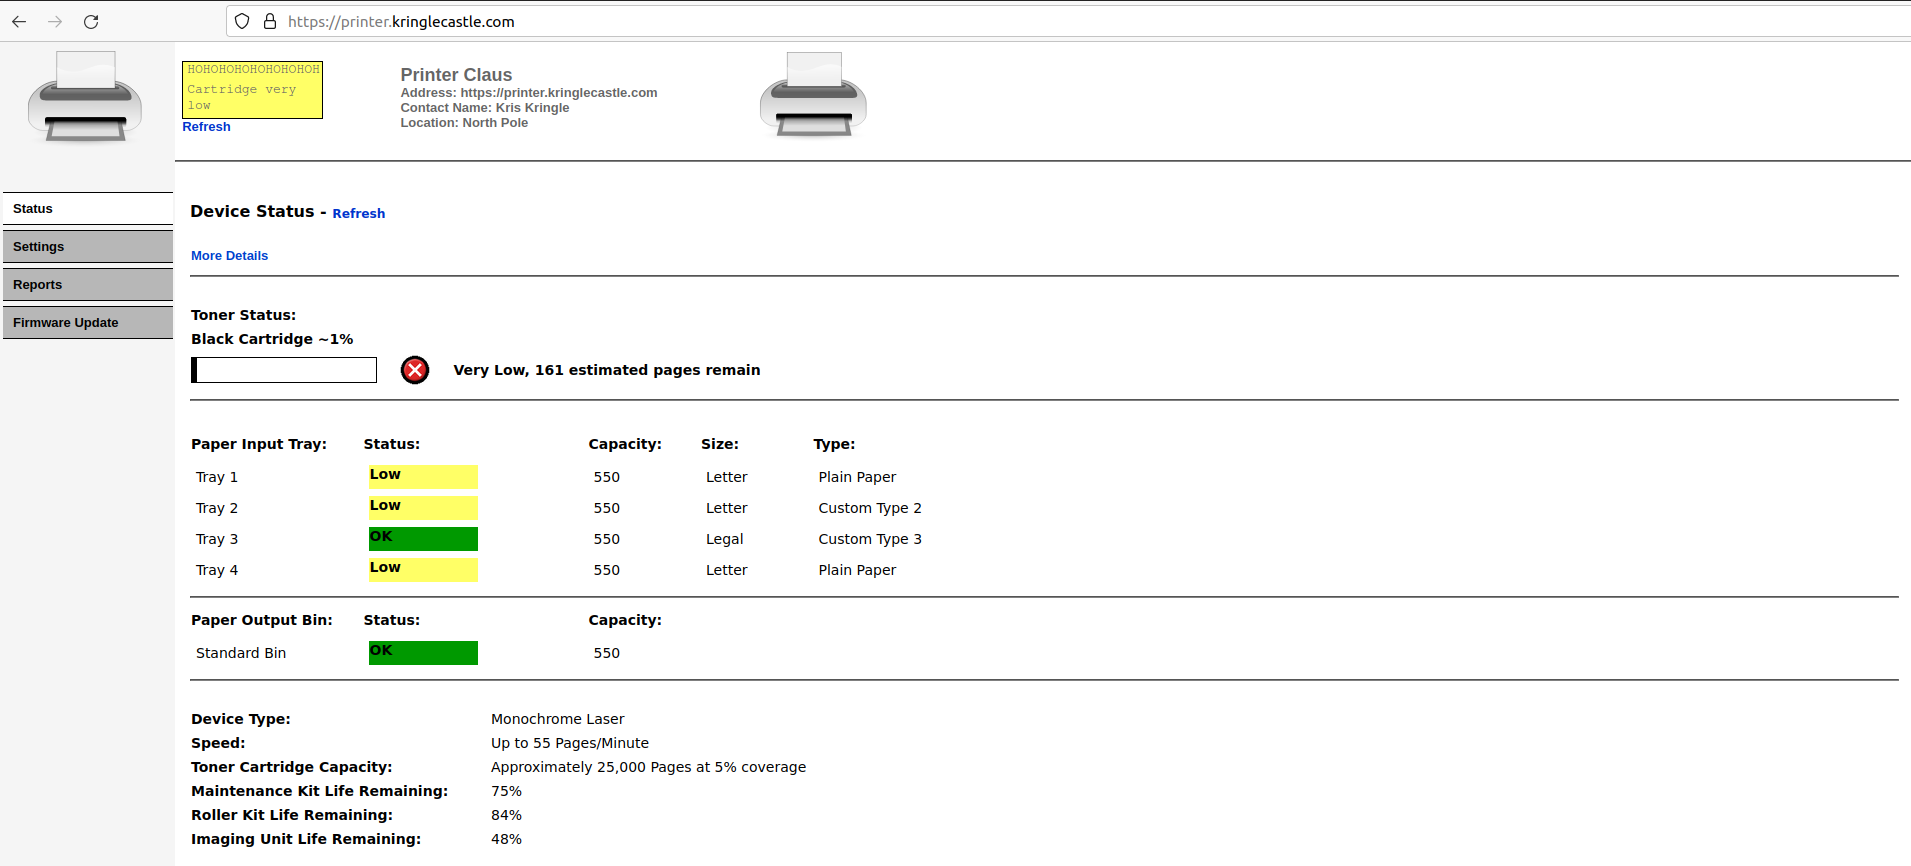 https://printer.kringlecastle.com
HOHOHOHOHOHOHOHOH
Cartridge very
low
Refresh
Printer Claus
Address: https://printer.kringlecastle.com
Contact Name: Kris Kringle
Location: North Pole
Status
Settings
Reports
Firmware Update
Device Status - Refresh
More Details
Toner Status:
Black Cartridge ~1%
Very Low, 161 estimated pages remain
Paper Input Tray: Status: Capacity: Size: Type:
Tray 1 Low 550 Letter Plain Paper
Tray 2 Low 550 Letter Custom Type 2
Tray 3 OK 550 Legal Custom Type 3
Tray 4 Low 550 Letter Plain Paper
Paper Output Bin: Status: Capacity:
Standard Bin OK 550
Device Type: Monochrome Laser
Speed: Up to 55 Pages/Minute
Toner Cartridge Capacity: Approximately 25,000 Pages at 5% coverage
Maintenance Kit Life Remaining: 75%
Roller Kit Life Remaining: 84%
Imaging Unit Life Remaining: 48%